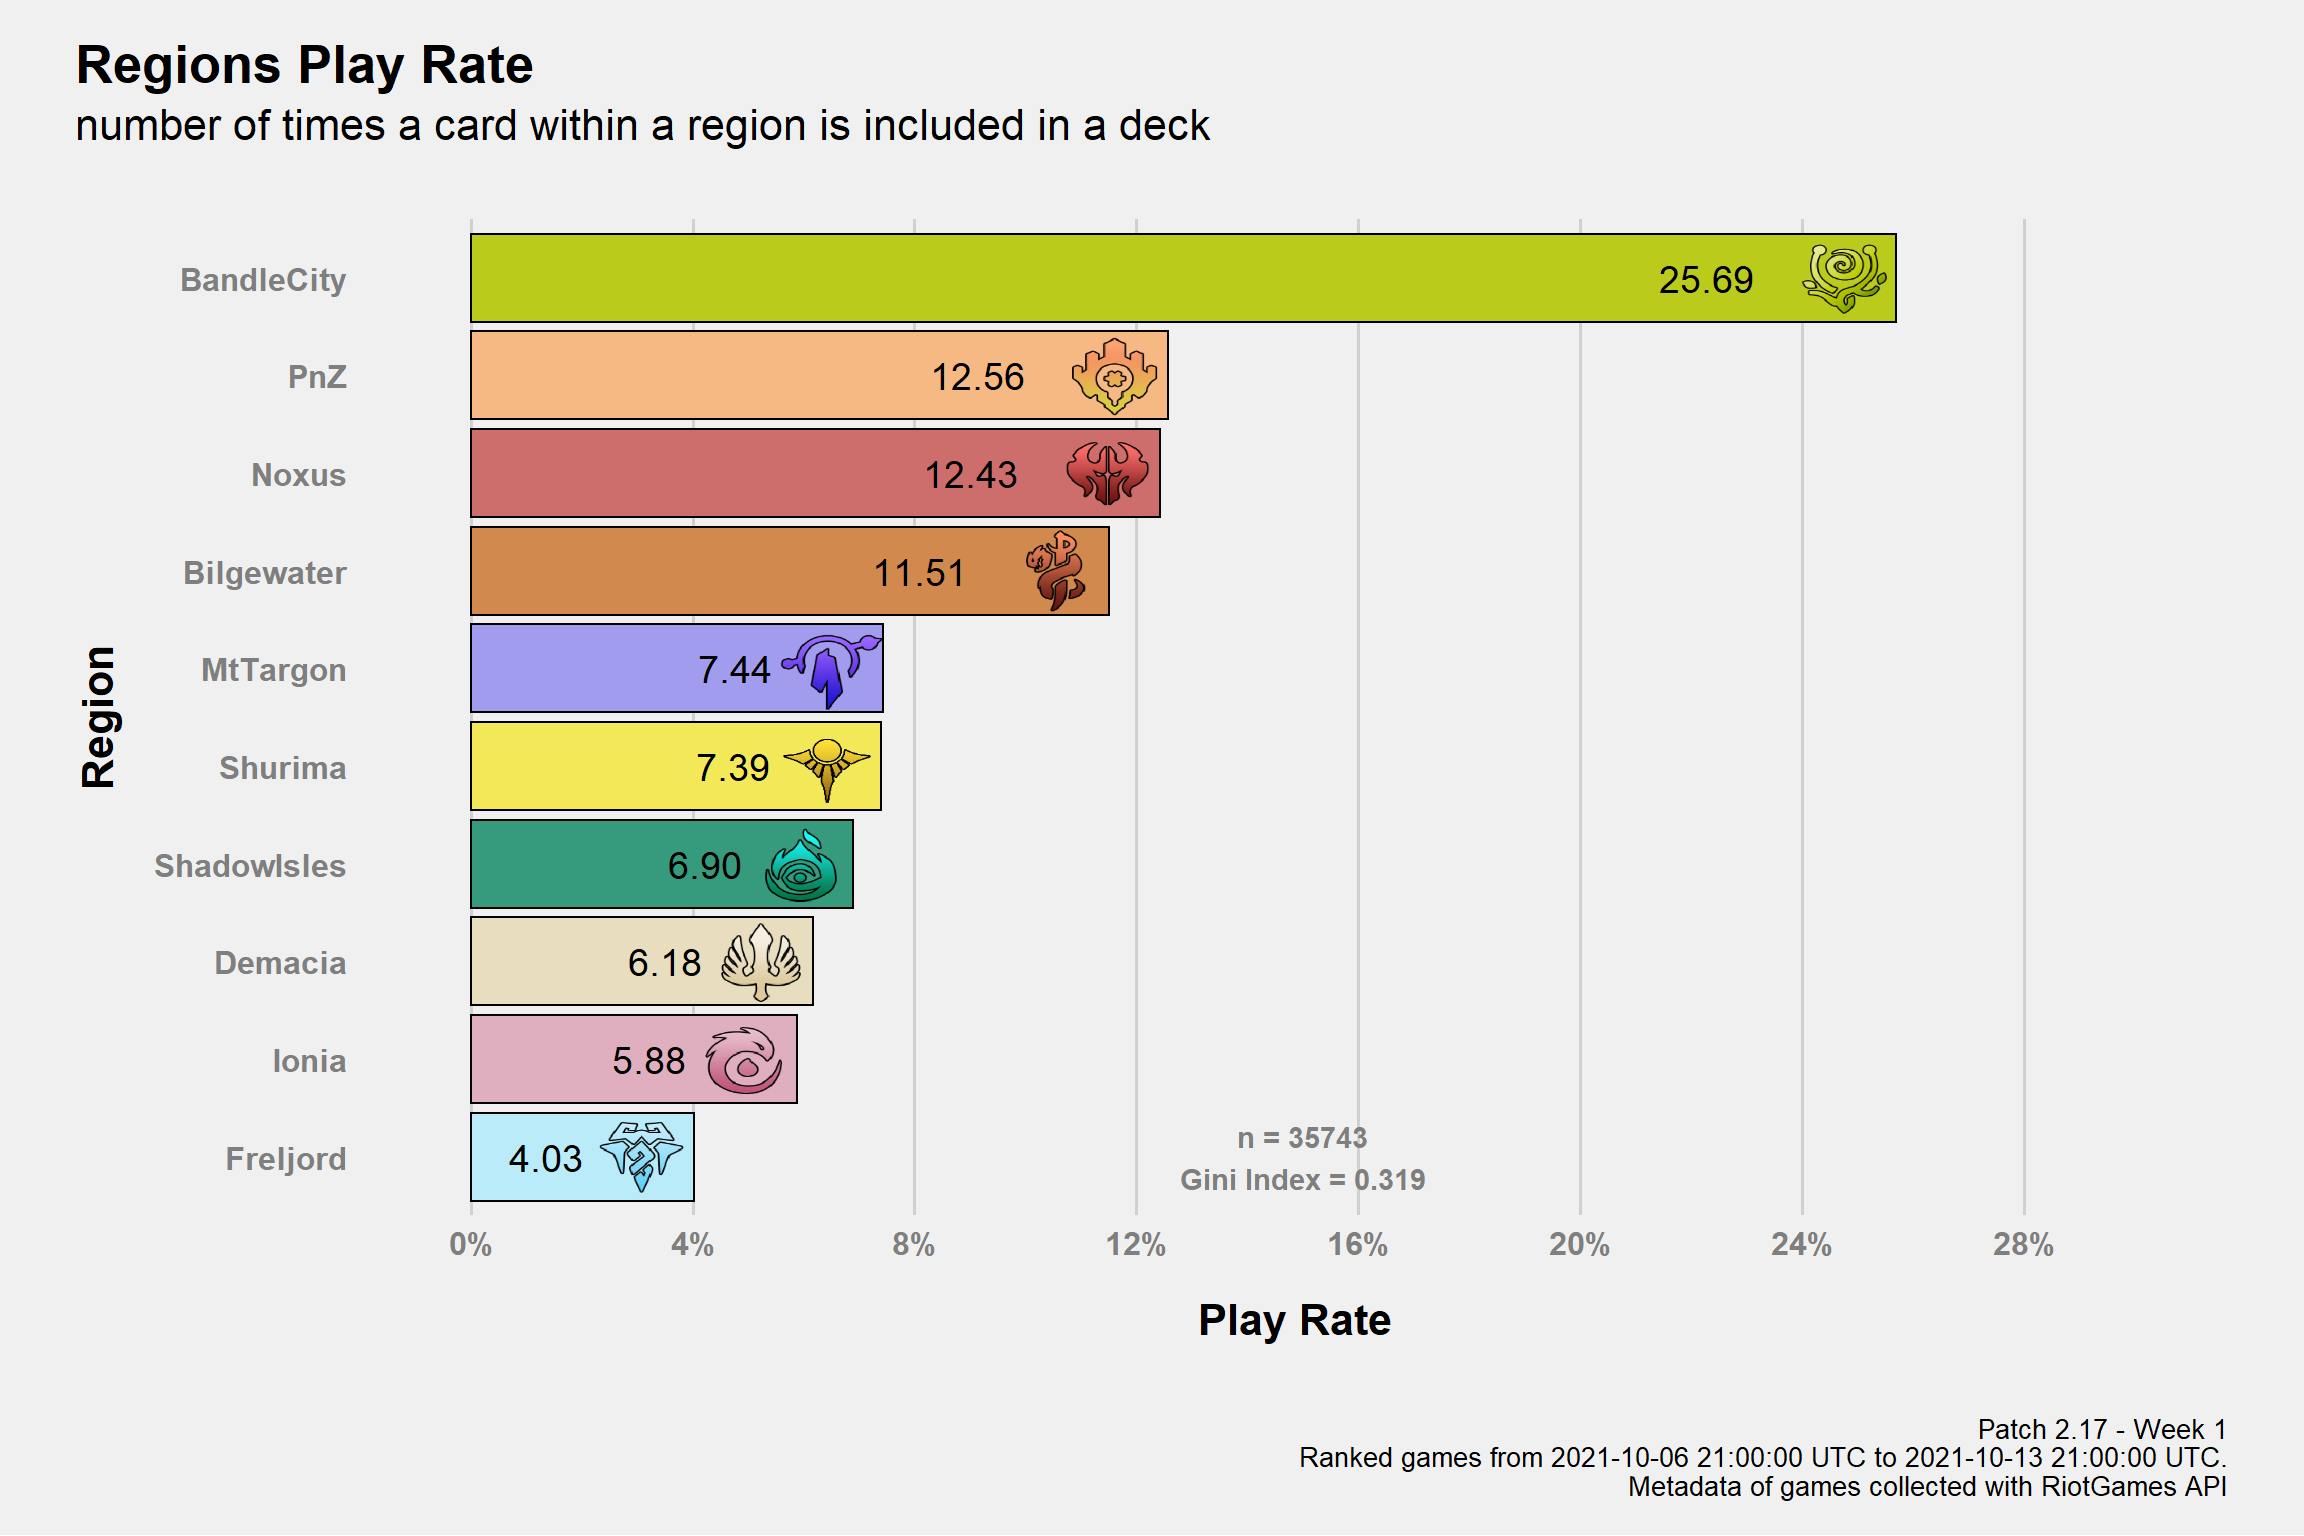 Regions Play Rate
number of times a card within a region is included in a deck
BandleCity
25.69
PnZ
12.56
Noxus
12.43
Bilgewater
11.51
MtTargon
7.44
Shurima
7.39
ShadowIsles
6.90
Demacia
6.18
Ionia
5.88
Freljord
4.03
Region
n = 35743
Gini Index = 0.319
0% 4% 8% 12% 16% 20% 24% 28%
Play Rate
Patch 2.17 - Week 1
Ranked games from 2021-10-06 21:00:00 UTC to 2021-10-13 21:00:00 UTC.
Metadata of games collected with RiotGames API